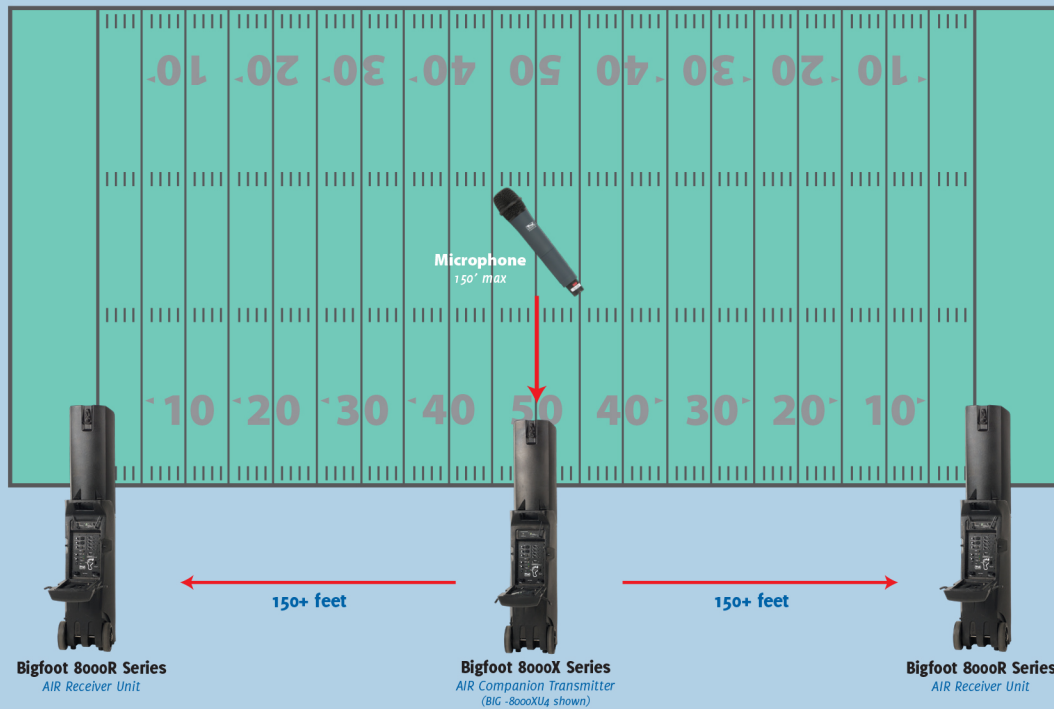 10 20 30 40 50 40 30 20 10
Microphone
150' max
10 20 30 40 50 40 30 20 10
150+ feet
150+ feet
Bigfoot 8000R Series
AIR Receiver Unit
Bigfoot 8000X Series
AIR Companion Transmitter
(BIG -8000XU4 shown)
Bigfoot 8000R Series
AIR Receiver Unit